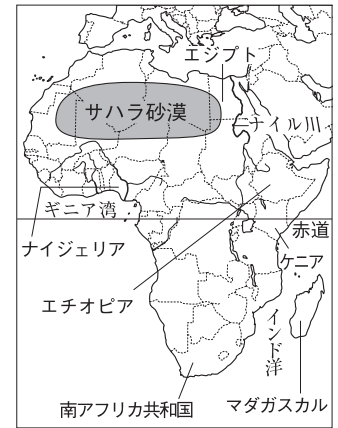 エジプト
サハラ砂漠
ナイル川
ギニア湾
赤道
ナイジェリア
ケニア
エチオピア
インド洋
南アフリカ共和国
マダガスカル